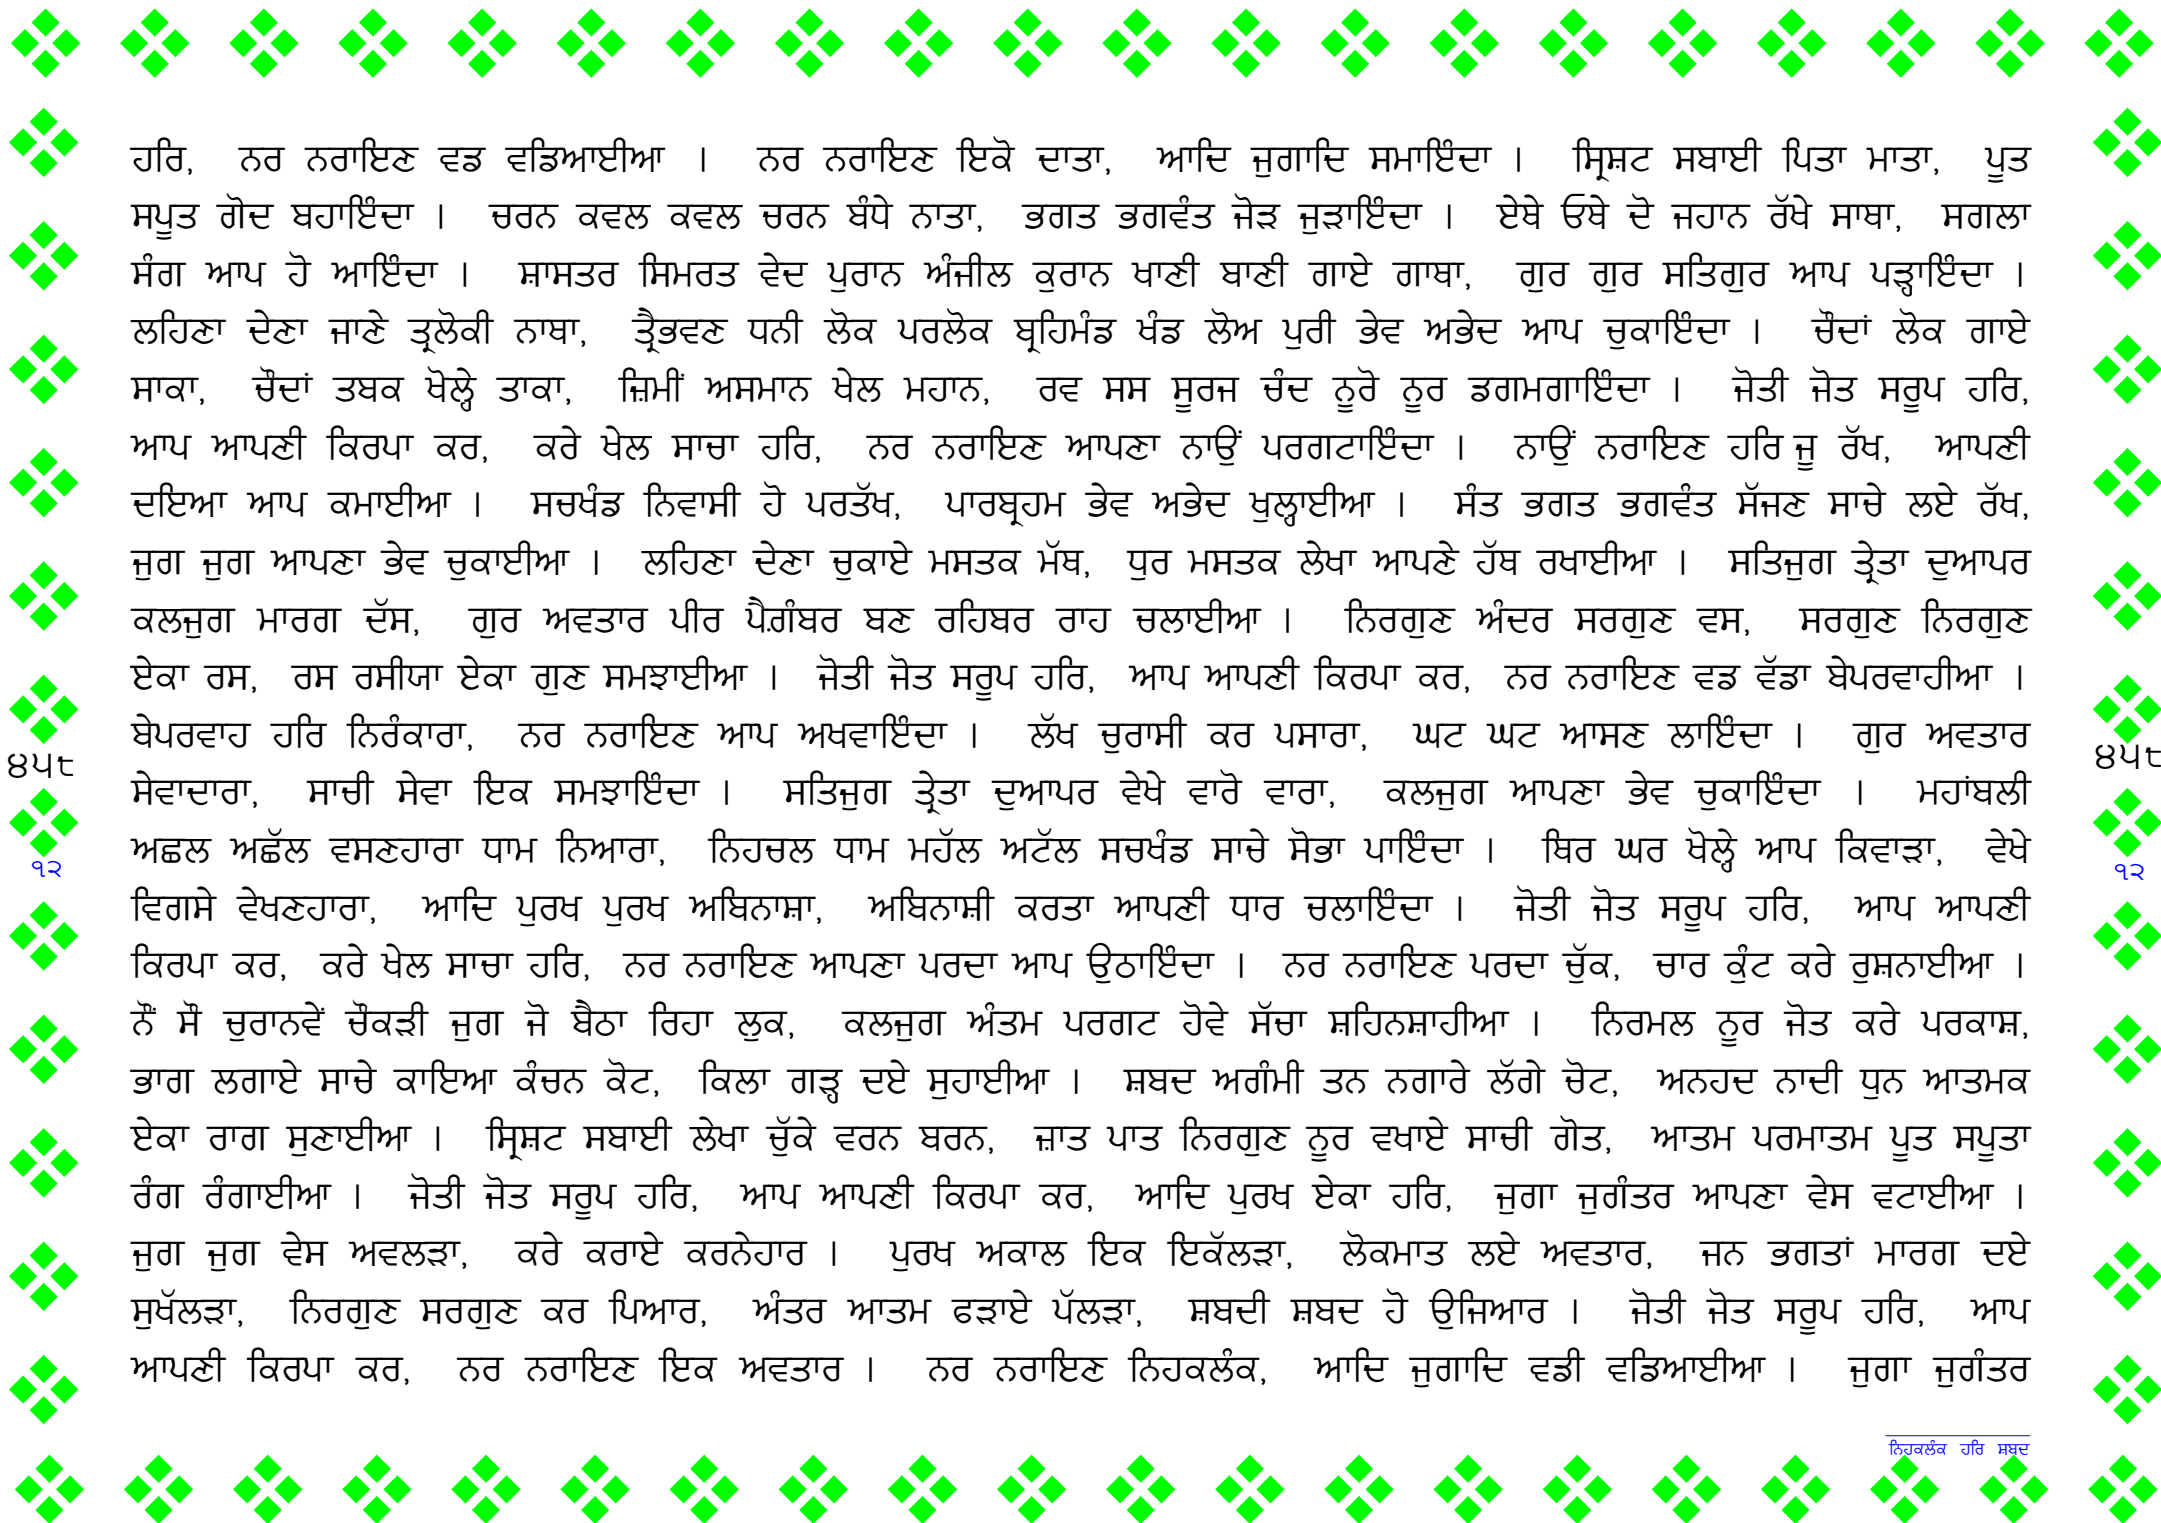 ਹਰਿ, ਨਰ ਨਰਾਇਣ ਵਡ ਵਡਿਆਈਆ । ਨਰ ਨਰਾਇਣ ਇਕੋ ਦਾਤਾ, ਆਦਿ ਜੁਗਾਦਿ ਸਮਾਇੰਦਾ । ਸ੍ਰਿਸ਼ਟ ਸਬਾਈ ਪਿਤਾ ਮਾਤਾ, ਪੂਤ
ਸਪੂਤ ਗੋਦ ਬਹਾਇੰਦਾ । ਚਰਨ ਕਵਲ ਕਵਲ ਚਰਨ ਬੰਧੇ ਨਾਤਾ, ਭਗਤ ਭਗਵੰਤ ਜੋੜ ਜੁੜਾਇੰਦਾ । ਏਥੇ ਓਥੇ ਦੋ ਜਹਾਨ ਰੱਖੇ ਸਾਥਾ, ਸਗਲਾ
ਸੰਗ ਆਪ ਹੋ ਆਇੰਦਾ । ਸ਼ਾਸਤਰ ਸਿਮਰਤ ਵੇਦ ਪੁਰਾਨ ਅੰਜੀਲ ਕੁਰਾਨ ਖਾਣੀ ਬਾਣੀ ਗਾਏ ਗਾਥਾ, ਗੁਰ ਗੁਰ ਸਤਿਗੁਰ ਆਪ ਪੜ੍ਹਾਇੰਦਾ ।
ਲਹਿਣਾ ਦੇਣਾ ਜਾਣੇ ਤ੍ਰਲੋਕੀ ਨਾਥਾ, ਤ੍ਰੈਭਵਣ ਧਨੀ ਲੋਕ ਪਰਲੋਕ ਬ੍ਰਹਿਮੰਡ ਖੰਡ ਲੋਅ ਪੁਰੀ ਭੇਵ ਅਭੇਦ ਆਪ ਚੁਕਾਇੰਦਾ । ਚੌਦਾਂ ਲੋਕ ਗਾਏ
ਸਾਕਾ, ਚੌਦਾਂ ਤਬਕ ਖੋਲ੍ਹੇ ਤਾਕਾ, ਜ਼ਿਮੀਂ ਅਸਮਾਨ ਖੇਲ ਮਹਾਨ, ਰਵ ਸਸ ਸੂਰਜ ਚੰਦ ਨੂਰੋ ਨੂਰ ਡਗਮਗਾਇੰਦਾ । ਜੋਤੀ ਜੋਤ ਸਰੂਪ ਹਰਿ,
ਆਪ ਆਪਣੀ ਕਿਰਪਾ ਕਰ, ਕਰੇ ਖੇਲ ਸਾਚਾ ਹਰਿ, ਨਰ ਨਰਾਇਣ ਆਪਣਾ ਨਾਉਂ ਪਰਗਟਾਇੰਦਾ । ਨਾਉਂ ਨਰਾਇਣ ਹਰਿ ਜੂ ਰੱਖ, ਆਪਣੀ
ਦਇਆ ਆਪ ਕਮਾਈਆ । ਸਚਖੰਡ ਨਿਵਾਸੀ ਹੋ ਪਰਤੱਖ, ਪਾਰਬ੍ਰਹਮ ਭੇਵ ਅਭੇਦ ਖੁਲ੍ਹਾਈਆ । ਸੰਤ ਭਗਤ ਭਗਵੰਤ ਸੱਜਣ ਸਾਚੇ ਲਏ ਰੱਖ,
ਜੁਗ ਜੁਗ ਆਪਣਾ ਭੇਵ ਚੁਕਾਈਆ । ਲਹਿਣਾ ਦੇਣਾ ਚੁਕਾਏ ਮਸਤਕ ਮੱਥ, ਧੁਰ ਮਸਤਕ ਲੇਖਾ ਆਪਣੇ ਹੱਥ ਰਖਾਈਆ । ਸਤਿਜੁਗ ਤ੍ਰੇਤਾ ਦੁਆਪਰ
ਕਲਜੁਗ ਮਾਰਗ ਦੱਸ, ਗੁਰ ਅਵਤਾਰ ਪੀਰ ਪੈਗ਼ੰਬਰ ਬਣ ਰਹਿਬਰ ਰਾਹ ਚਲਾਈਆ । ਨਿਰਗੁਣ ਅੰਦਰ ਸਰਗੁਣ ਵਸ, ਸਰਗੁਣ ਨਿਰਗੁਣ
ਏਕਾ ਰਸ, ਰਸ ਰਸੀਯਾ ਏਕਾ ਗੁਣ ਸਮਝਾਈਆ । ਜੋਤੀ ਜੋਤ ਸਰੂਪ ਹਰਿ, ਆਪ ਆਪਣੀ ਕਿਰਪਾ ਕਰ, ਨਰ ਨਰਾਇਣ ਵਡ ਵੱਡਾ ਬੇਪਰਵਾਹੀਆ ।
ਬੇਪਰਵਾਹ ਹਰਿ ਨਿਰੰਕਾਰਾ, ਨਰ ਨਰਾਇਣ ਆਪ ਅਖਵਾਇੰਦਾ । ਲੱਖ ਚੁਰਾਸੀ ਕਰ ਪਸਾਰਾ, ਘਟ ਘਟ ਆਸਣ ਲਾਇੰਦਾ । ਗੁਰ ਅਵਤਾਰ
੪੫੮ ੪੫੮
ਸੇਵਾਦਾਰਾ, ਸਾਚੀ ਸੇਵਾ ਇਕ ਸਮਝਾਇੰਦਾ । ਸਤਿਜੁਗ ਤ੍ਰੇਤਾ ਦੁਆਪਰ ਵੇਖੇ ਵਾਰੋ ਵਾਰਾ, ਕਲਜੁਗ ਆਪਣਾ ਭੇਵ ਚੁਕਾਇੰਦਾ । ਮਹਾਂਬਲੀ
ਅਛਲ ਅਛੱਲ ਵਸਣਹਾਰਾ ਧਾਮ ਨਿਆਰਾ, ਨਿਹਚਲ ਧਾਮ ਮਹੱਲ ਅਟੱਲ ਸਚਖੰਡ ਸਾਚੇ ਸੋਭਾ ਪਾਇੰਦਾ । ਥਿਰ ਘਰ ਖੋਲ੍ਹੇ ਆਪ ਕਿਵਾੜਾ, ਵੇਖੇ
੧੨ ੧੨
ਵਿਗਸੇ ਵੇਖਣਹਾਰਾ, ਆਦਿ ਪੁਰਖ ਪੁਰਖ ਅਬਿਨਾਸ਼ਾ, ਅਬਿਨਾਸ਼ੀ ਕਰਤਾ ਆਪਣੀ ਧਾਰ ਚਲਾਇੰਦਾ । ਜੋਤੀ ਜੋਤ ਸਰੂਪ ਹਰਿ, ਆਪ ਆਪਣੀ
ਕਿਰਪਾ ਕਰ, ਕਰੇ ਖੇਲ ਸਾਚਾ ਹਰਿ, ਨਰ ਨਰਾਇਣ ਆਪਣਾ ਪਰਦਾ ਆਪ ਉਠਾਇੰਦਾ । ਨਰ ਨਰਾਇਣ ਪਰਦਾ ਚੁੱਕ, ਚਾਰ ਕੁੰਟ ਕਰੇ ਰੁਸ਼ਨਾਈਆ ।
ਨੌਂ ਸੌ ਚੁਰਾਨਵੇਂ ਚੌਕੜੀ ਜੁਗ ਜੋ ਬੈਠਾ ਰਿਹਾ ਲੁਕ, ਕਲਜੁਗ ਅੰਤਮ ਪਰਗਟ ਹੋਵੇ ਸੱਚਾ ਸ਼ਹਿਨਸ਼ਾਹੀਆ । ਨਿਰਮਲ ਨੂਰ ਜੋਤ ਕਰੇ ਪਰਕਾਸ਼,
ਭਾਗ ਲਗਾਏ ਸਾਚੇ ਕਾਇਆ ਕੰਚਨ ਕੋਟ, ਕਿਲਾ ਗੜ੍ਹ ਦਏ ਸੁਹਾਈਆ । ਸ਼ਬਦ ਅਗੰਮੀ ਤਨ ਨਗਾਰੇ ਲੱਗੇ ਚੋਟ, ਅਨਹਦ ਨਾਦੀ ਧੁਨ ਆਤਮਕ
ਏਕਾ ਰਾਗ ਸੁਣਾਈਆ । ਸ੍ਰਿਸ਼ਟ ਸਬਾਈ ਲੇਖਾ ਚੁੱਕੇ ਵਰਨ ਬਰਨ, ਜ਼ਾਤ ਪਾਤ ਨਿਰਗੁਣ ਨੂਰ ਵਖਾਏ ਸਾਚੀ ਗੋਤ, ਆਤਮ ਪਰਮਾਤਮ ਪੂਤ ਸਪੂਤਾ
ਰੰਗ ਰੰਗਾਈਆ । ਜੋਤੀ ਜੋਤ ਸਰੂਪ ਹਰਿ, ਆਪ ਆਪਣੀ ਕਿਰਪਾ ਕਰ, ਆਦਿ ਪੁਰਖ ਏਕਾ ਹਰਿ, ਜੁਗਾ ਜੁਗੰਤਰ ਆਪਣਾ ਵੇਸ ਵਟਾਈਆ ।
ਜੁਗ ਜੁਗ ਵੇਸ ਅਵਲੜਾ, ਕਰੇ ਕਰਾਏ ਕਰਨੇਹਾਰ । ਪੁਰਖ ਅਕਾਲ ਇਕ ਇਕੱਲੜਾ, ਲੋਕਮਾਤ ਲਏ ਅਵਤਾਰ, ਜਨ ਭਗਤਾਂ ਮਾਰਗ ਦਏ
ਸੁਖੱਲੜਾ, ਨਿਰਗੁਣ ਸਰਗੁਣ ਕਰ ਪਿਆਰ, ਅੰਤਰ ਆਤਮ ਫੜਾਏ ਪੱਲੜਾ, ਸ਼ਬਦੀ ਸ਼ਬਦ ਹੋ ਉਜਿਆਰ । ਜੋਤੀ ਜੋਤ ਸਰੂਪ ਹਰਿ, ਆਪ
ਆਪਣੀ ਕਿਰਪਾ ਕਰ, ਨਰ ਨਰਾਇਣ ਇਕ ਅਵਤਾਰ । ਨਰ ਨਰਾਇਣ ਨਿਹਕਲੰਕ, ਆਦਿ ਜੁਗਾਦਿ ਵਡੀ ਵਡਿਆਈਆ । ਜੁਗਾ ਜੁਗੰਤਰ
ਨਿਹਕਲੰਕ ਹਰਿ ਸ਼ਬਦ